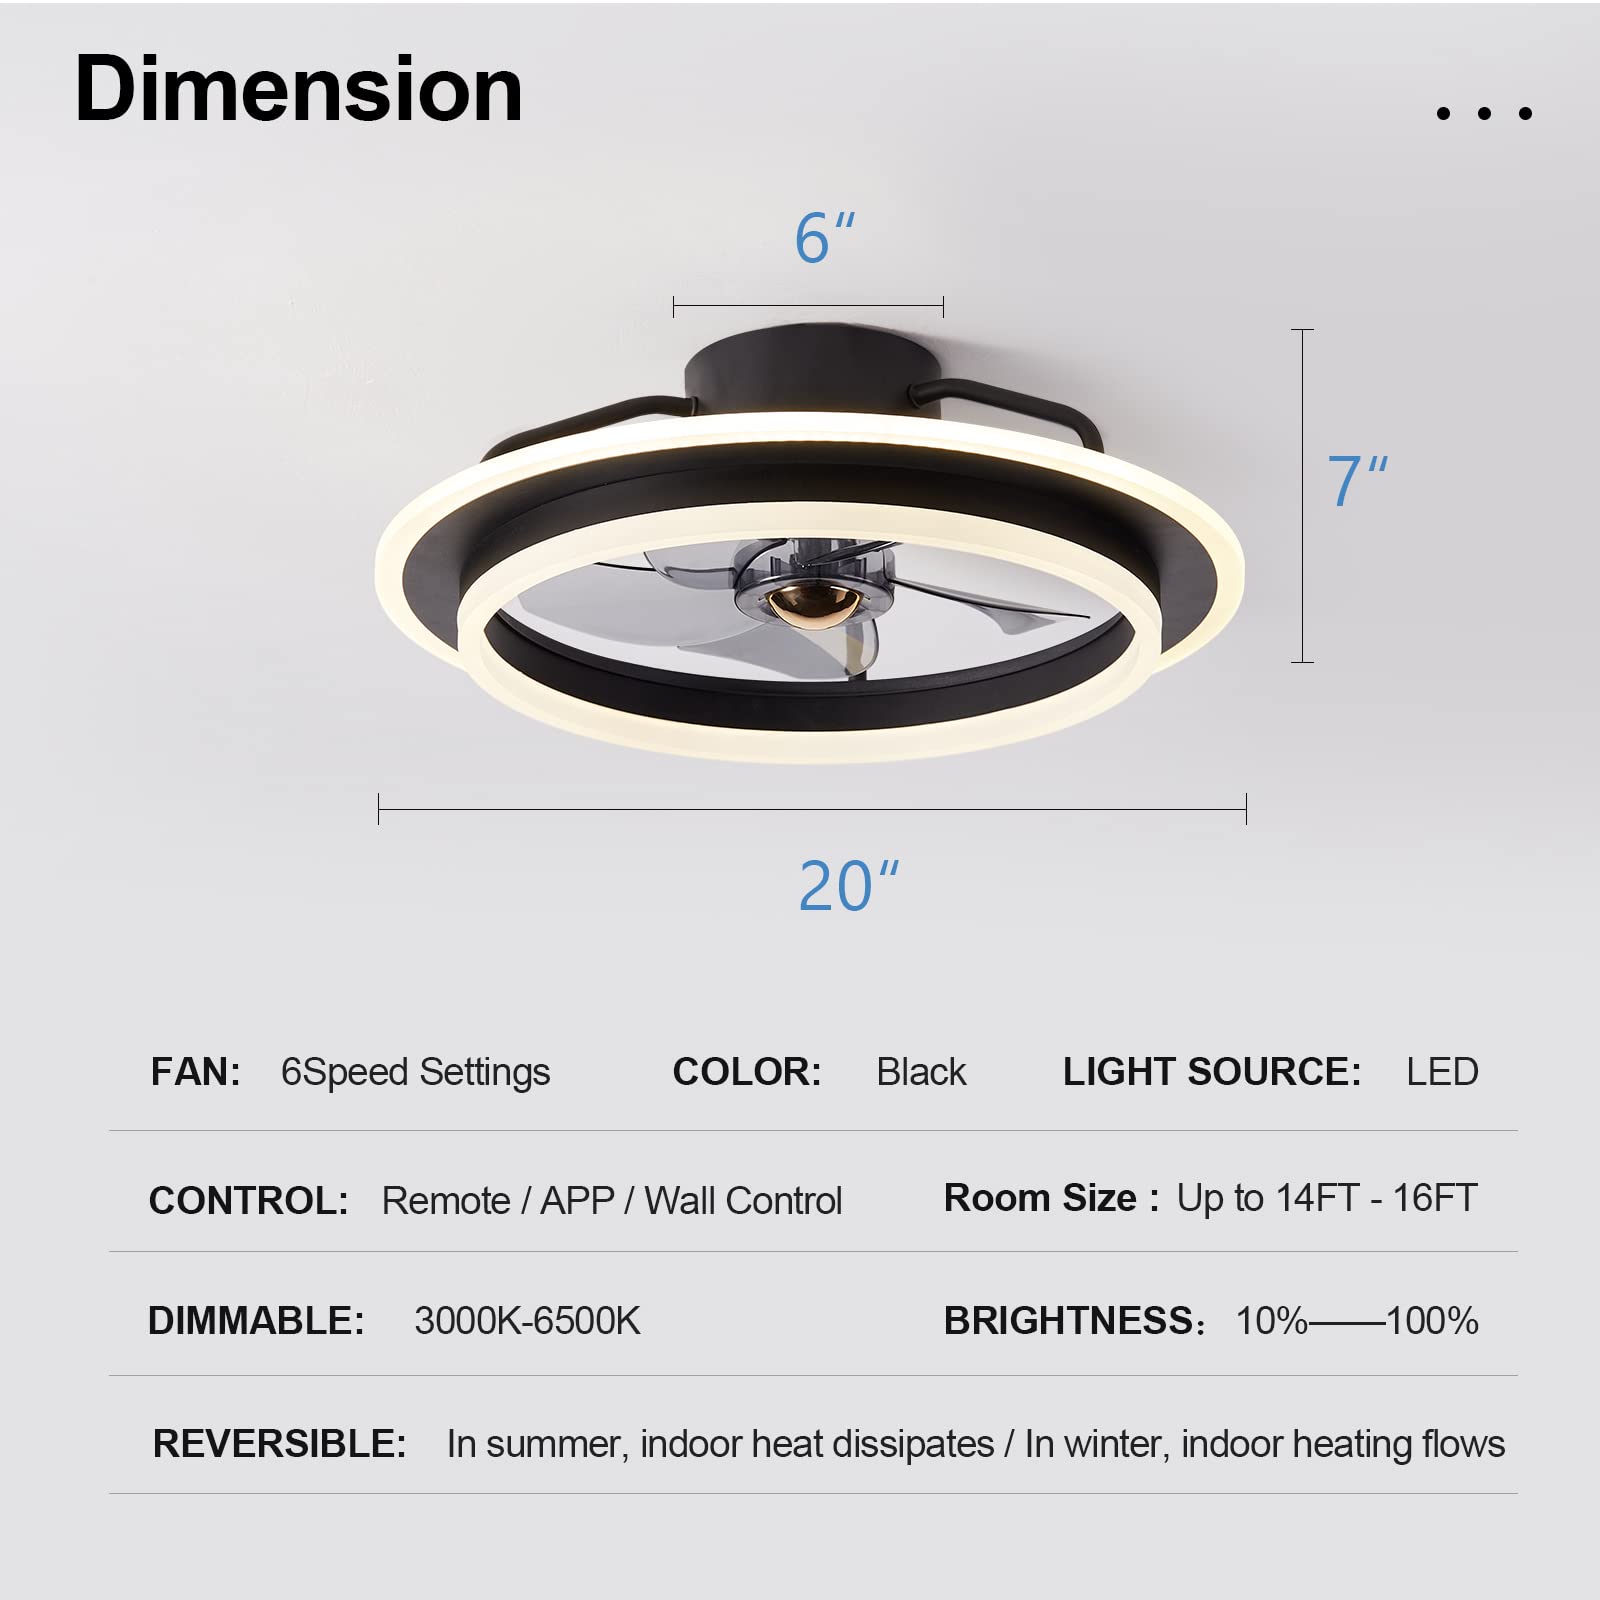 Dimension
6“
7“
20“
FAN: 6Speed Settings COLOR: Black LIGHT SOURCE: LED
CONTROL: Remote / APP / Wall Control Room Size : Up to 14FT - 16FT
DIMMABLE: 3000K-6500K BRIGHTNESS： 10%——100%
REVERSIBLE: In summer, indoor heat dissipates / In winter, indoor heating flows